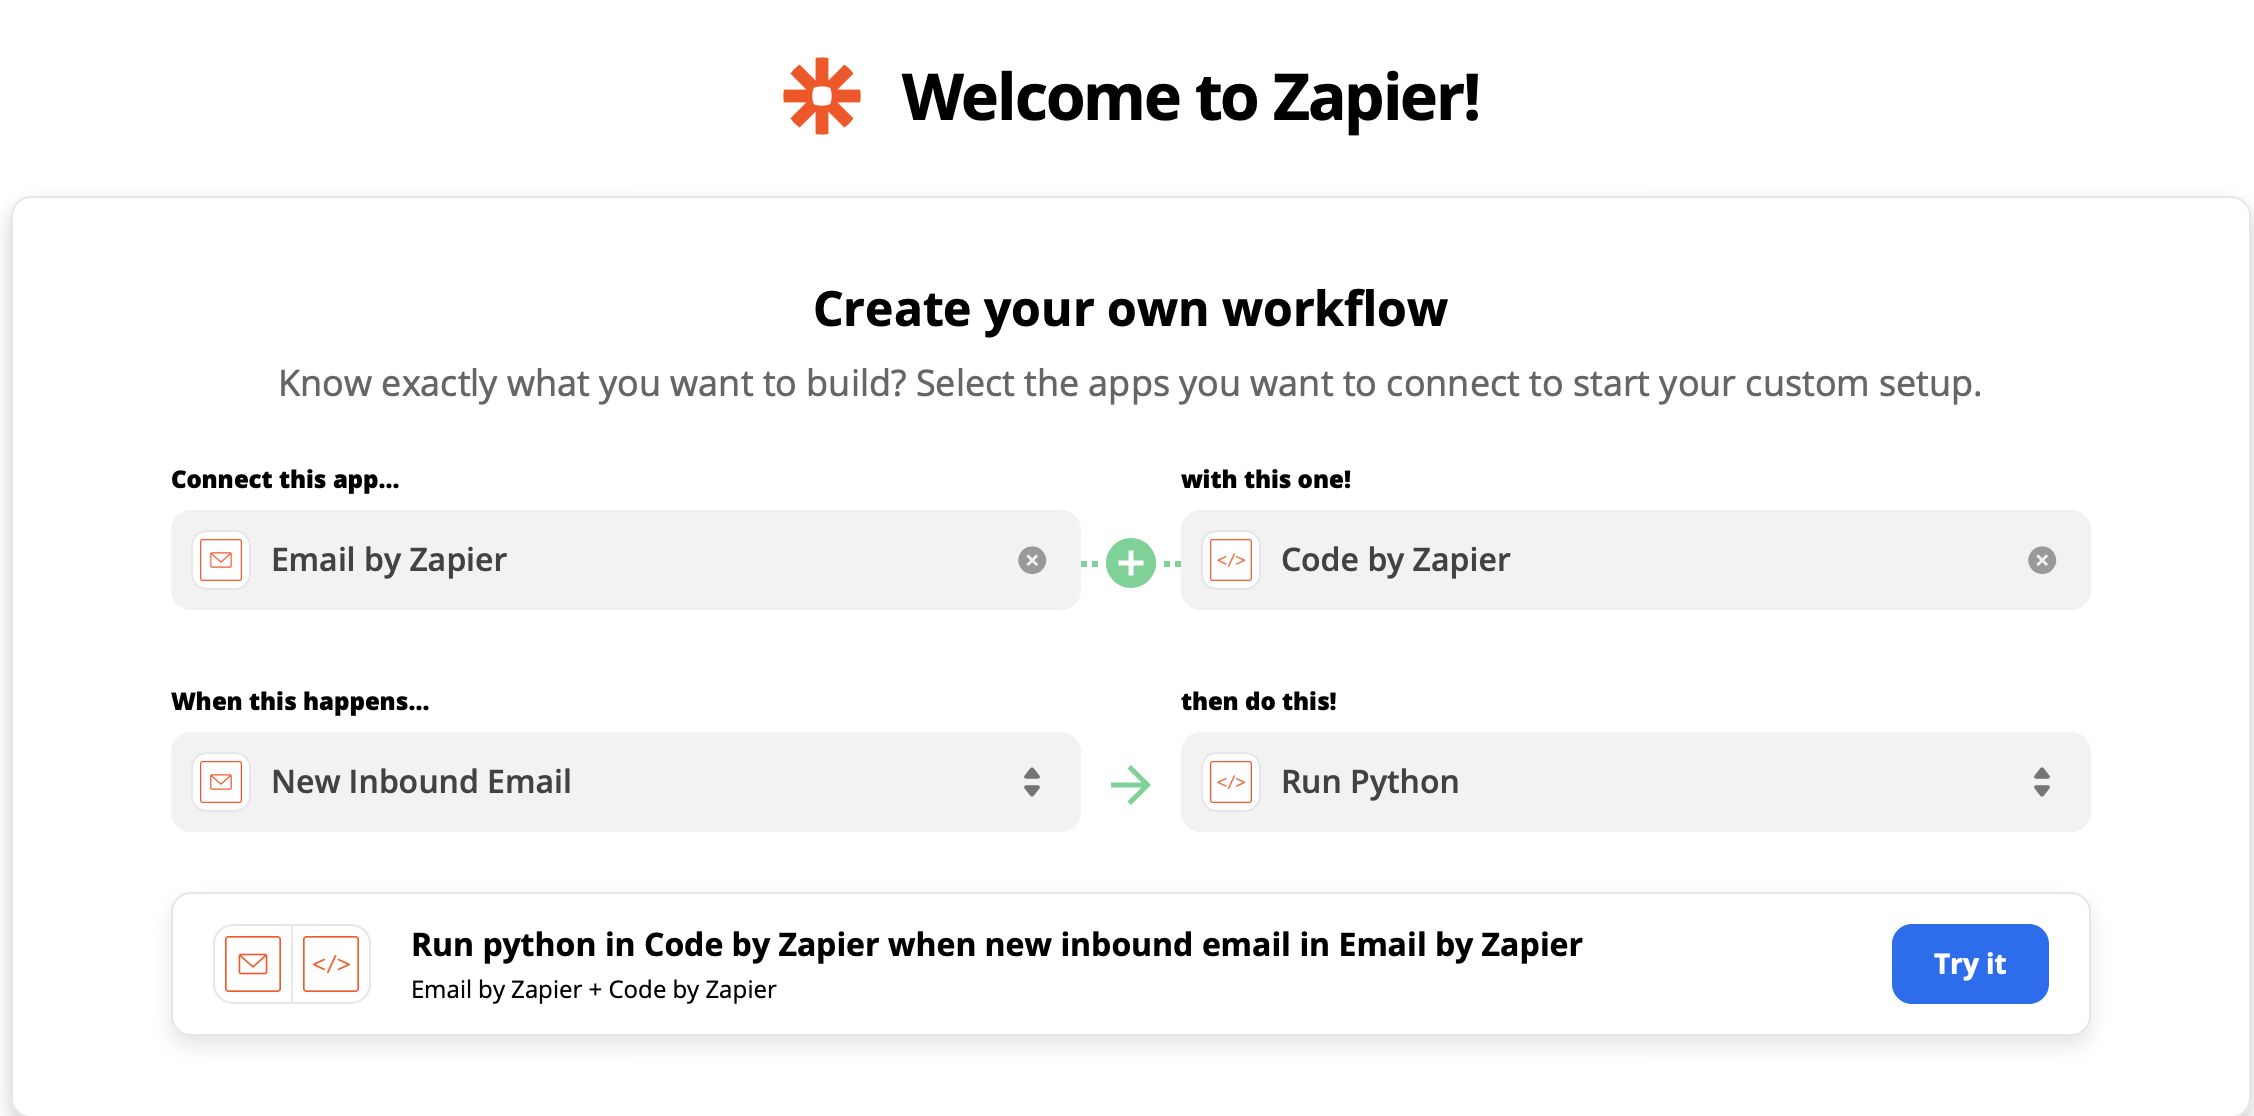 Welcome to Zapier!
Create your own workflow
Know exactly what you want to build? Select the apps you want to connect to start your custom setup.
Connect this app...
with this one!
Email by Zapier
</> Code by Zapier
When this happens...
then do this!
New Inbound Email
</> Run Python
</> Run python in Code by Zapier when new inbound email in Email by Zapier
Email by Zapier + Code by Zapier
Try it